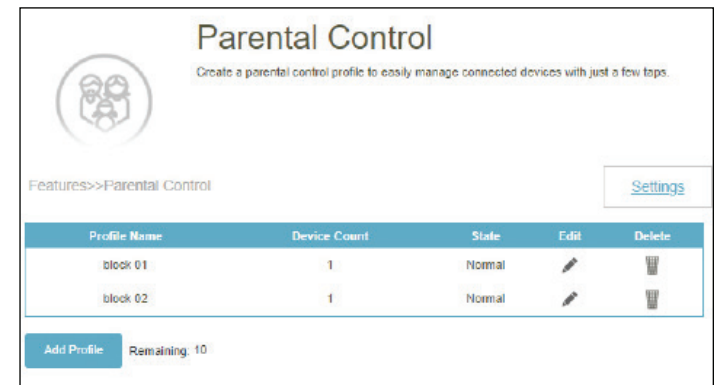 Parental Control
Create a parental control profile to easily manage connected devices with just a few taps.
Features>>Parental Control
Settings
Profile Name Device Count State Edit Delete
block 01 1 Normal
block 02 1 Normal
Add Profile Remaining: 10